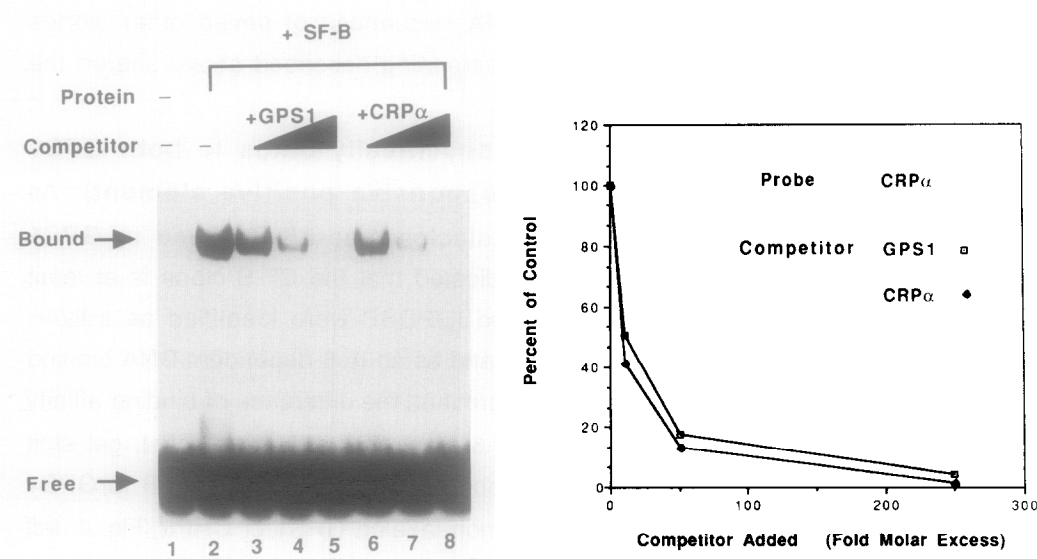 + SF-B
Protein –
+GPS1 +CRPα
Competitor – –
Bound
Free
1 2 3 4 5 6 7 8
120
100
80
60
40
20
0
Percent of Control
Probe CRPα
Competitor GPS1
CRPα
0 100 200 300
Competitor Added (Fold Molar Excess)